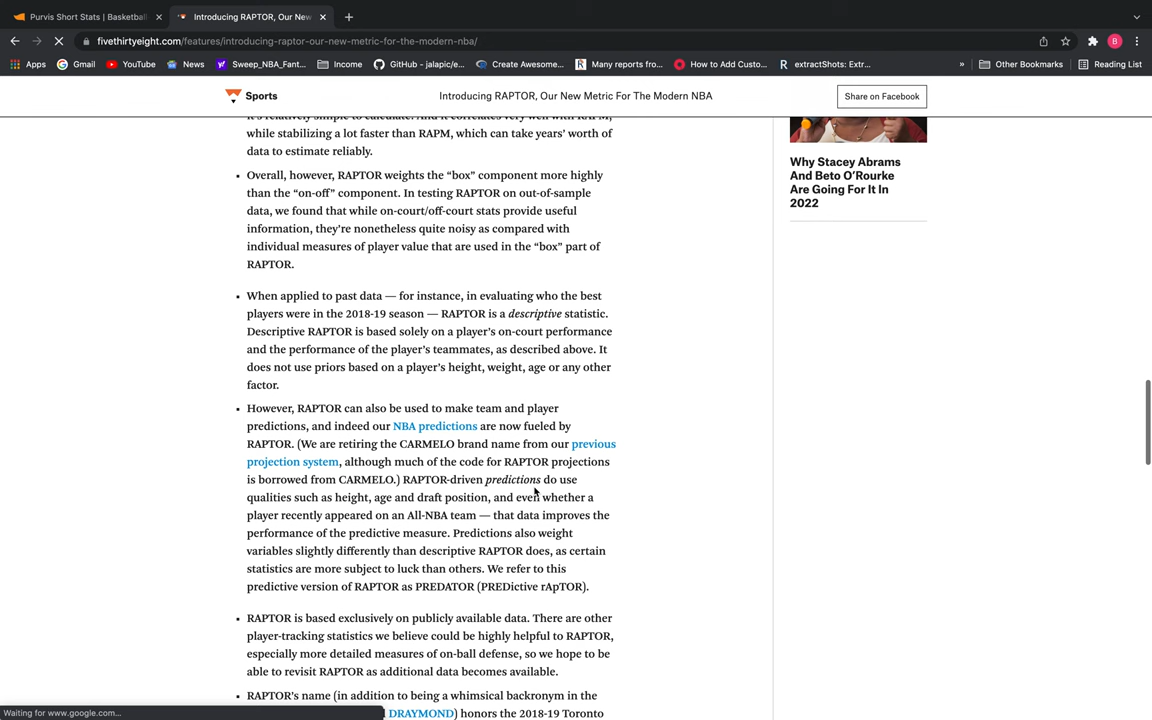 Purvis Short Stats | Basketball
Introducing RAPTOR, Our New
fivethirtyeight.com/features/introducing-raptor-our-new-metric-for-the-modern-nba/
Apps Gmail YouTube News Sweep_NBA_Fant... Income GitHub - jalapic/e... Create Awesome... Many reports fro... How to Add Custo... extractShots: Extr... » Other Bookmarks Reading List
Sports
Introducing RAPTOR, Our New Metric For The Modern NBA
Share on Facebook
it's relatively simple to calculate. And it correlates very well with RAPM,
while stabilizing a lot faster than RAPM, which can take years' worth of
data to estimate reliably.
Overall, however, RAPTOR weights the “box” component more highly
than the “on-off” component. In testing RAPTOR on out-of-sample
data, we found that while on-court/off-court stats provide useful
information, they're nonetheless quite noisy as compared with
individual measures of player value that are used in the “box” part of
RAPTOR.
When applied to past data — for instance, in evaluating who the best
players were in the 2018-19 season — RAPTOR is a descriptive statistic.
Descriptive RAPTOR is based solely on a player's on-court performance
and the performance of the player's teammates, as described above. It
does not use priors based on a player's height, weight, age or any other
factor.
However, RAPTOR can also be used to make team and player
predictions, and indeed our NBA predictions are now fueled by
RAPTOR. (We are retiring the CARMELO brand name from our previous
projection system, although much of the code for RAPTOR projections
is borrowed from CARMELO.) RAPTOR-driven predictions do use
qualities such as height, age and draft position, and even whether a
player recently appeared on an All-NBA team — that data improves the
performance of the predictive measure. Predictions also weight
variables slightly differently than descriptive RAPTOR does, as certain
statistics are more subject to luck than others. We refer to this
predictive version of RAPTOR as PREDATOR (PREDictive rApTOR).
RAPTOR is based exclusively on publicly available data. There are other
player-tracking statistics we believe could be highly helpful to RAPTOR,
especially more detailed measures of on-ball defense, so we hope to be
able to revisit RAPTOR as additional data becomes available.
RAPTOR's name (in addition to being a whimsical backronym in the
DRAYMOND) honors the 2018-19 Toronto
Why Stacey Abrams
And Beto O'Rourke
Are Going For It In
2022
Waiting for www.google.com...
B